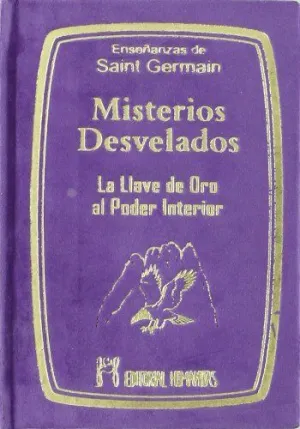 Enseñanzas de
Saint Germain
Misterios
Desvelados
La Llave de Oro
al Poder Interior
EDITORIAL HUMANITAS